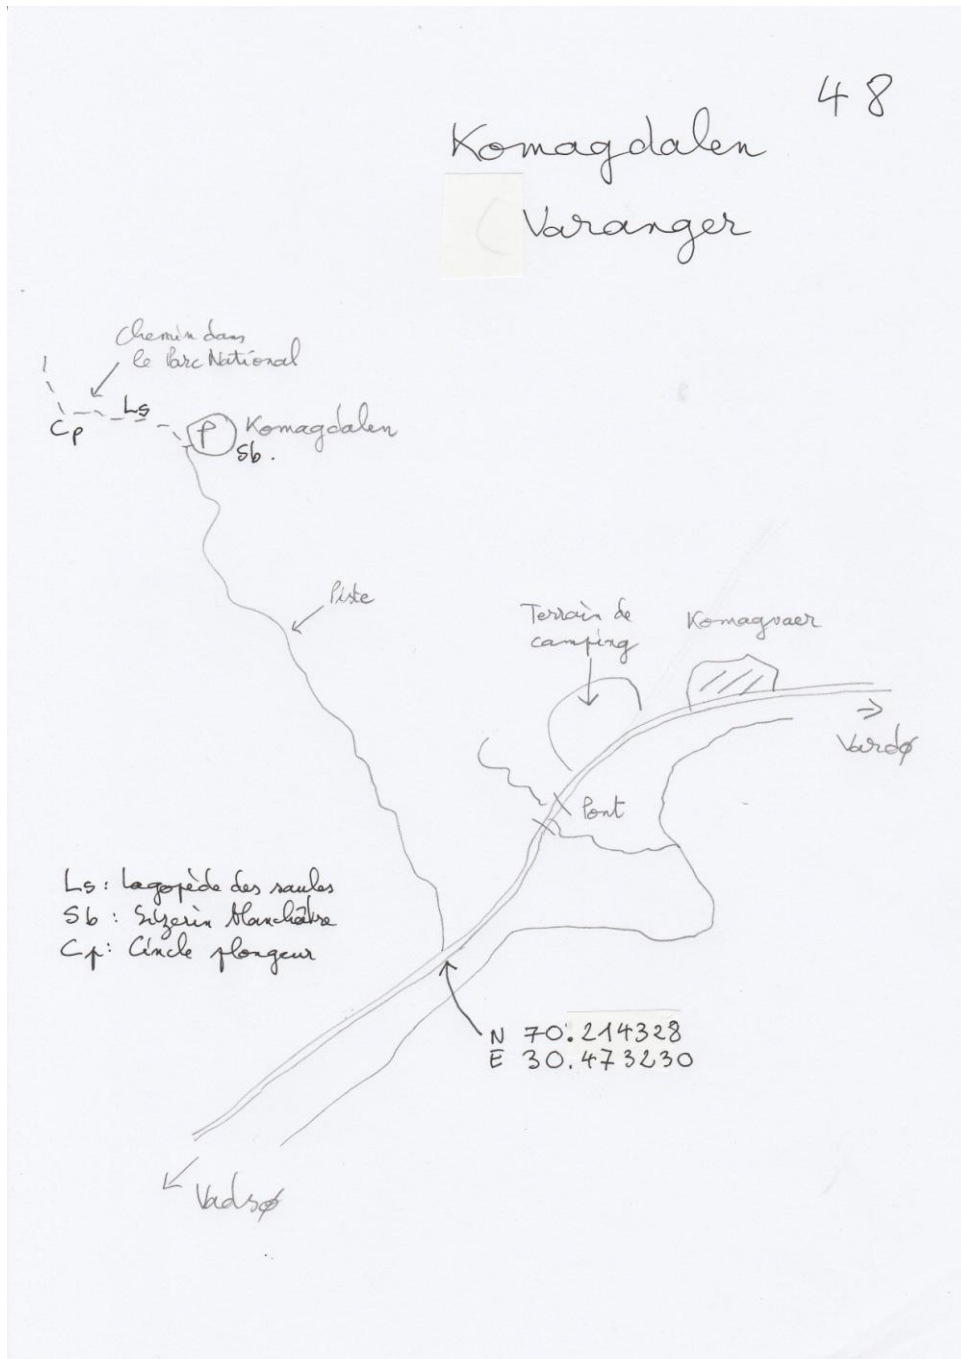 48
Komagdalen
Varanger
Chemin dans
le Parc National
Ls
Cp
P
Komagdalen
Sb.
Piste
Terrain de
camping
Komagvaer
Vardø
Pont
Ls : Lagopède des saules
Sb : Sizerin blanchâtre
Cp : Cincle plongeur
N 70.214328
E 30.473230
Vadsø